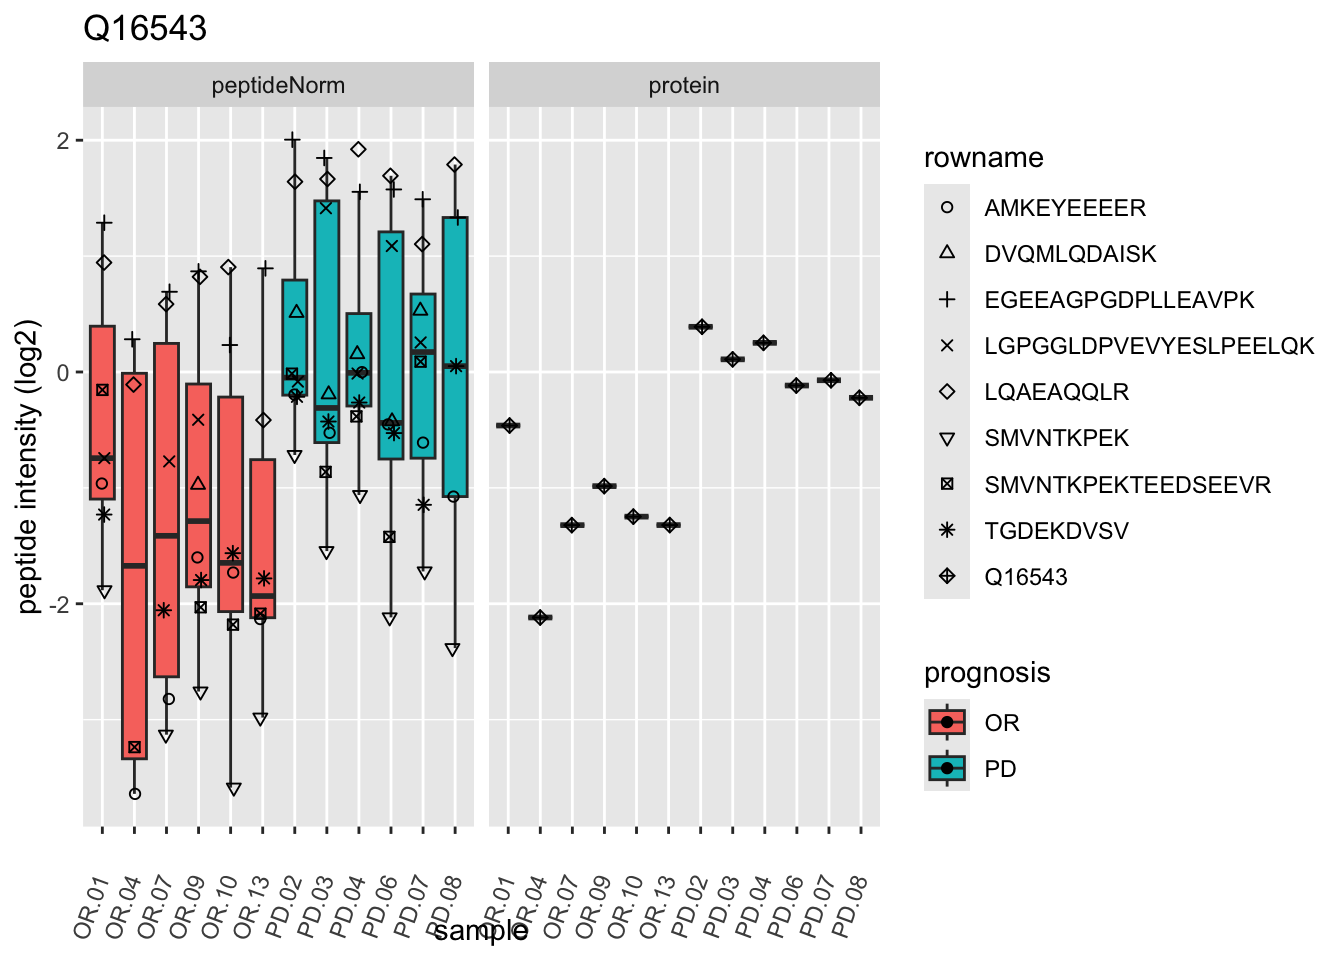 Q16543
peptideNorm
protein
peptide intensity (log2)
2
0
-2
OR.01
OR.04
OR.07
OR.09
OR.10
OR.13
PD.02
PD.03
PD.04
PD.06
PD.07
PD.08
OR.01
OR.04
OR.07
OR.09
OR.10
OR.13
PD.02
PD.03
PD.04
PD.06
PD.07
PD.08
sample
rowname
AMKEYEEEER
DVQMLQDAISK
EGEEAGPGDPLLEAVPK
LGPGGLDPVEVYESLPEELQK
LQAEAQQLR
SMVNTKPEK
SMVNTKPEKTEEDSEEVR
TGDEKDVSV
Q16543
prognosis
OR
PD